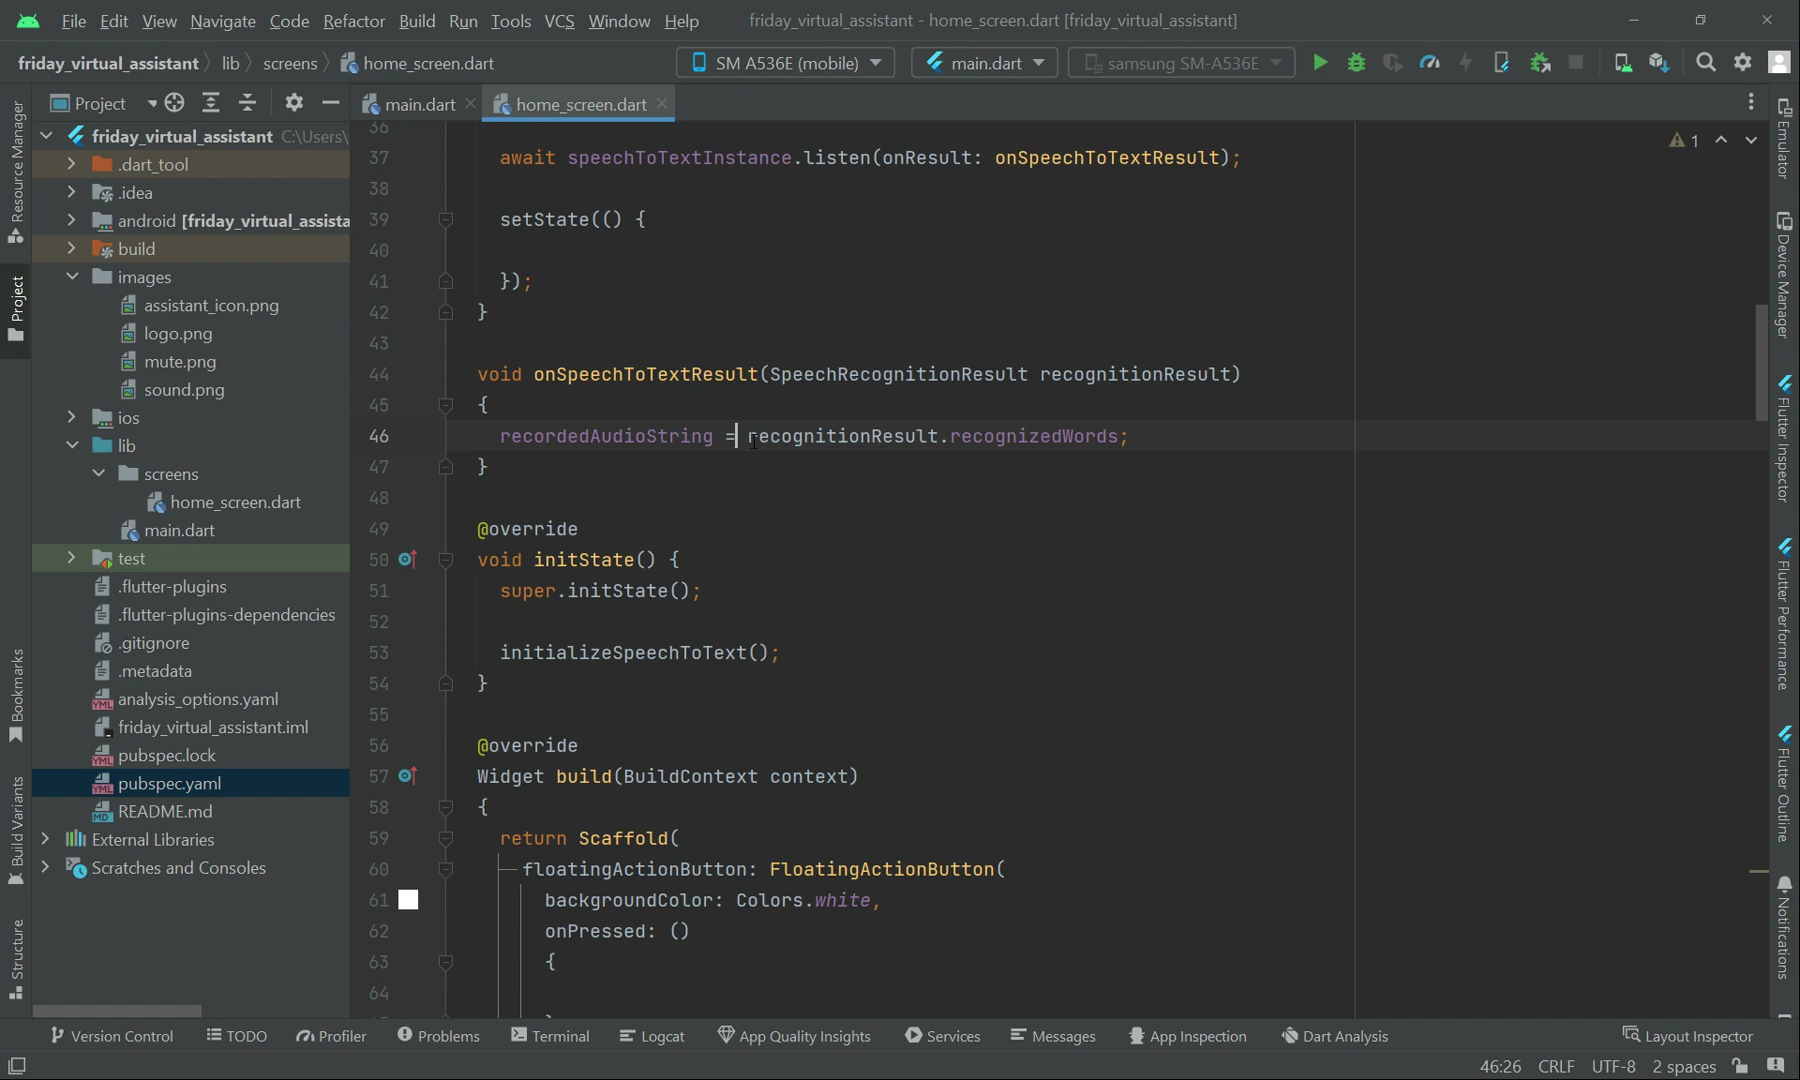 File Edit View Navigate Code Refactor Build Run Tools VCS Window Help friday_virtual_assistant - home_screen.dart [friday_virtual_assistant]
friday_virtual_assistant lib screens home_screen.dart SM A536E (mobile) main.dart samsung SM-A536E
Project main.dart home_screen.dart
Resource Manager
Project
Bookmarks
Build Variants
Structure
friday_virtual_assistant C:\Users\
.dart_tool
.idea
android [friday_virtual_assista
build
images
assistant_icon.png
logo.png
mute.png
sound.png
ios
lib
screens
home_screen.dart
main.dart
test
.flutter-plugins
.flutter-plugins-dependencies
.gitignore
.metadata
analysis_options.yaml
friday_virtual_assistant.iml
pubspec.lock
pubspec.yaml
README.md
External Libraries
Scratches and Consoles
36
37 await speechToTextInstance.listen(onResult: onSpeechToTextResult);
38
39 setState(() {
40
41 });
42 }
43
44 void onSpeechToTextResult(SpeechRecognitionResult recognitionResult)
45 {
46 recordedAudioString = recognitionResult.recognizedWords;
47 }
48
49 @override
50 void initState() {
51 super.initState();
52
53 initializeSpeechToText();
54 }
55
56 @override
57 Widget build(BuildContext context)
58 {
59 return Scaffold(
60 floatingActionButton: FloatingActionButton(
61 backgroundColor: Colors.white,
62 onPressed: ()
63 {
64
1
Emulator
Device Manager
Flutter Inspector
Flutter Performance
Flutter Outline
Notifications
Version Control TODO Profiler Problems Terminal Logcat App Quality Insights Services Messages App Inspection Dart Analysis Layout Inspector
46:26 CRLF UTF-8 2 spaces